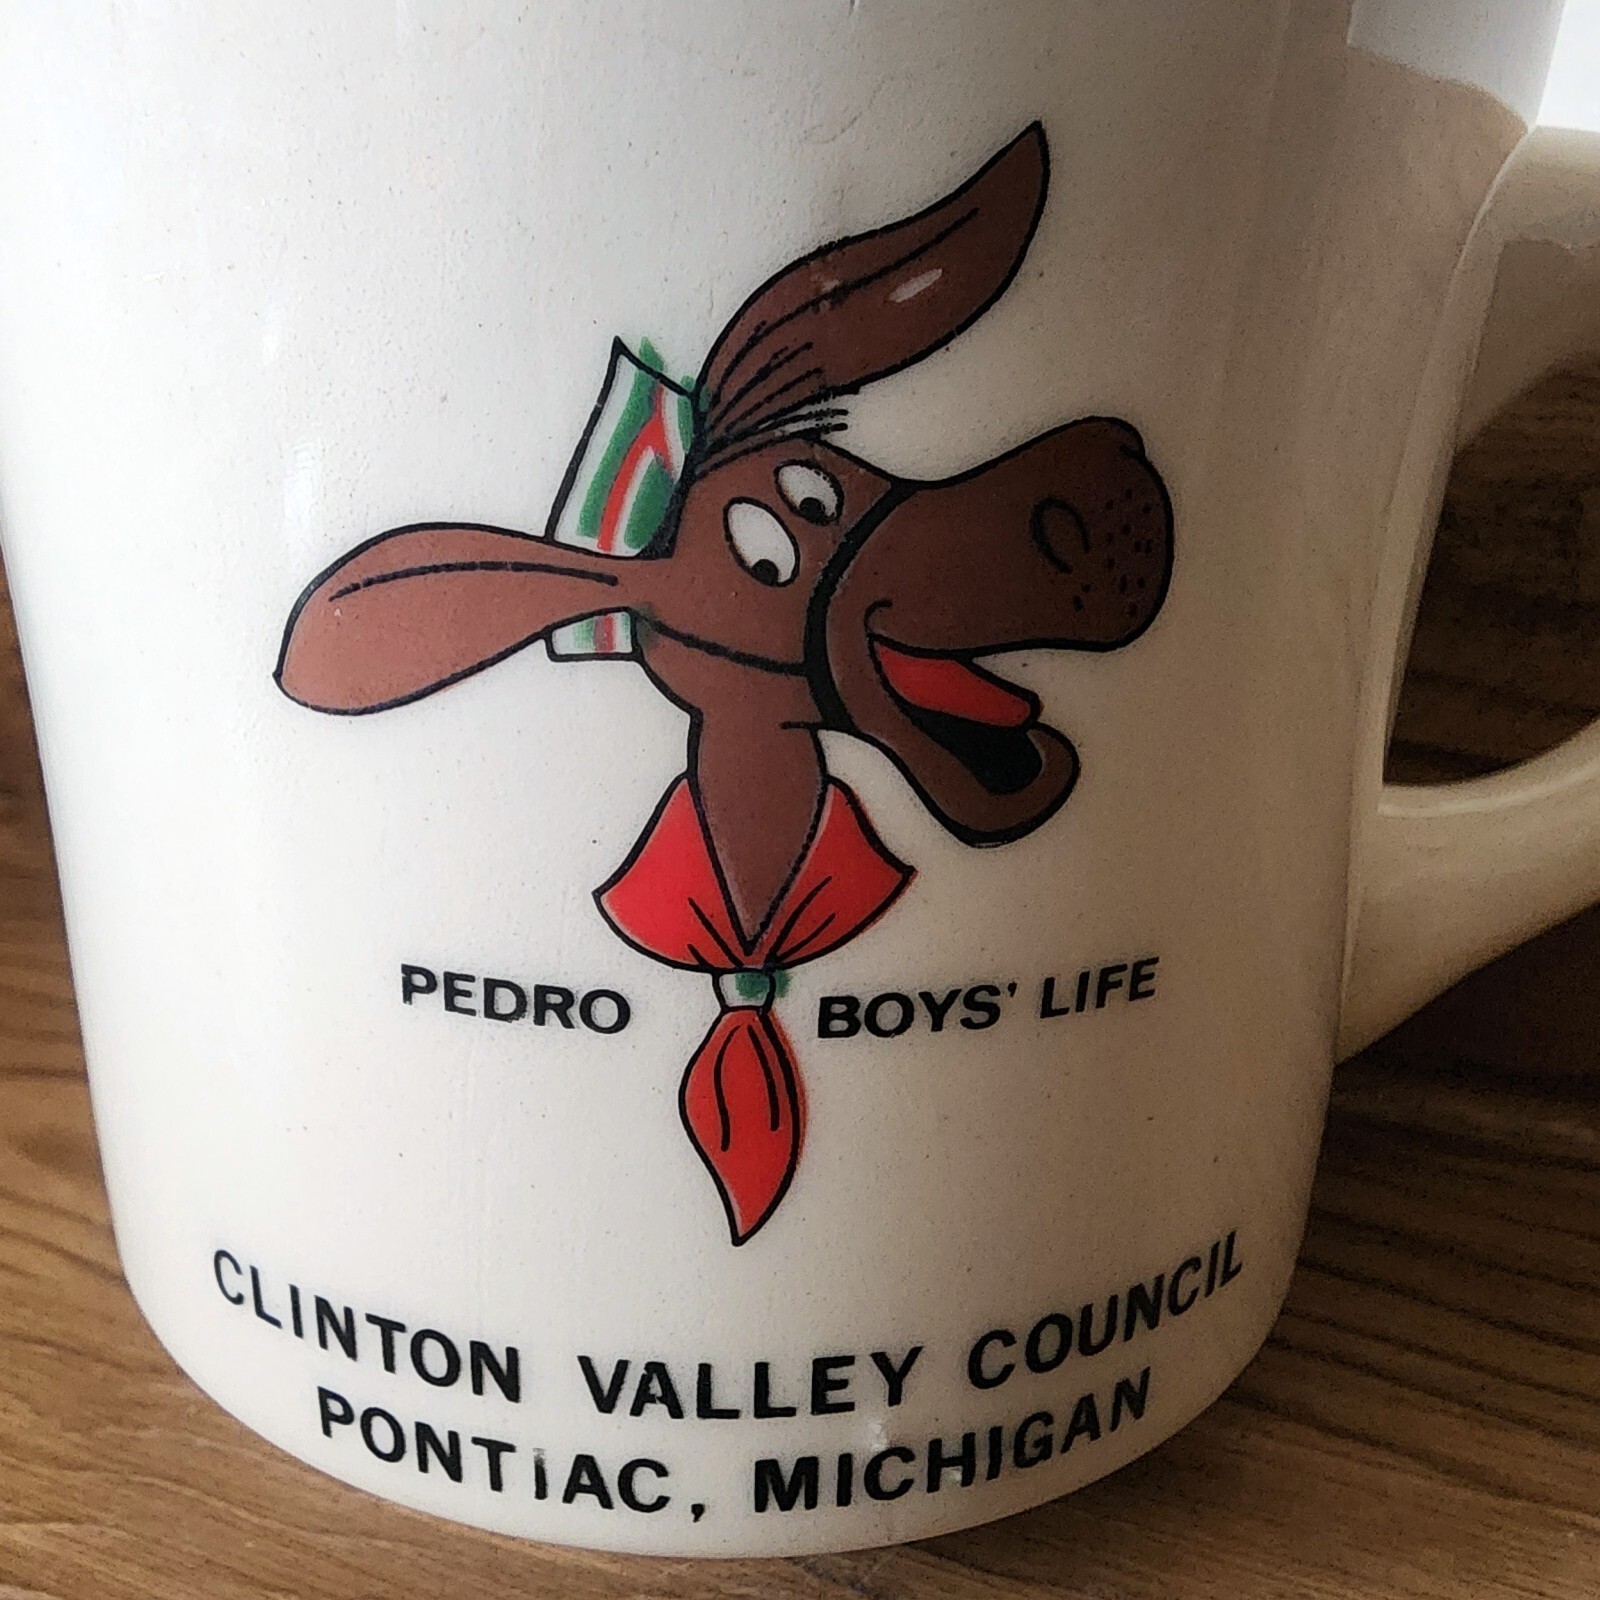 PEDRO BOYS' LIFE
CLINTON VALLEY COUNCIL
PONTIAC, MICHIGAN